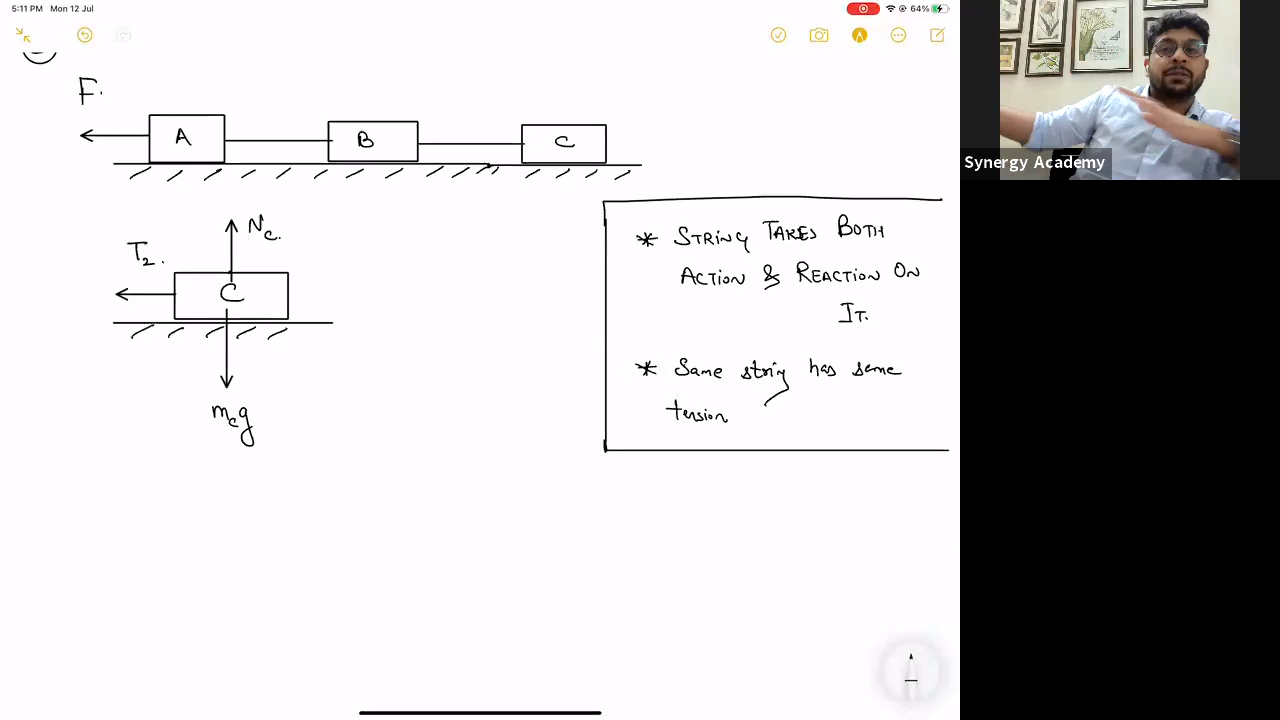 5:11 PM Mon 12 Jul
64%
F.
A
B
C
Synergy Academy
Nc.
T2.
C
mcg
* STRING TAKES BOTH
ACTION & REACTION ON
IT.
* Same string has same
tension